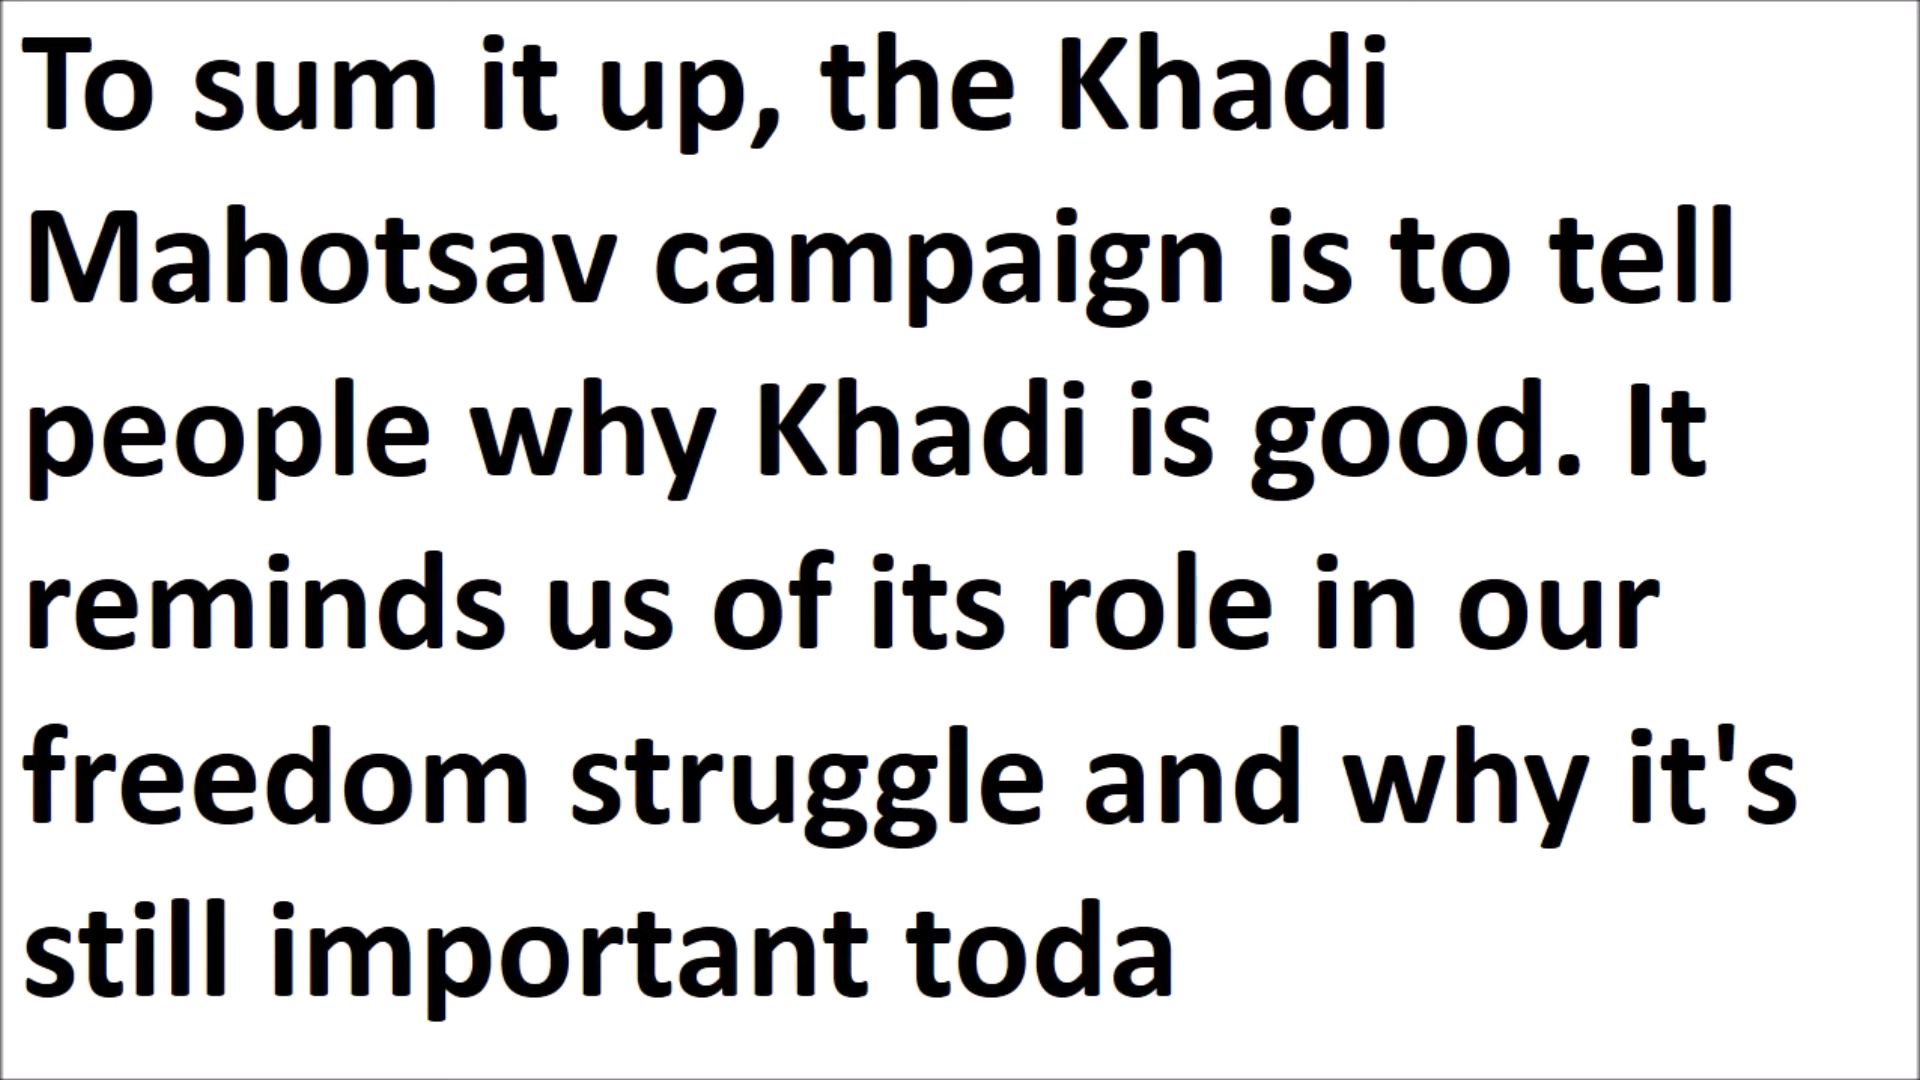 To sum it up, the Khadi
Mahotsav campaign is to tell
people why Khadi is good. It
reminds us of its role in our
freedom struggle and why it's
still important toda